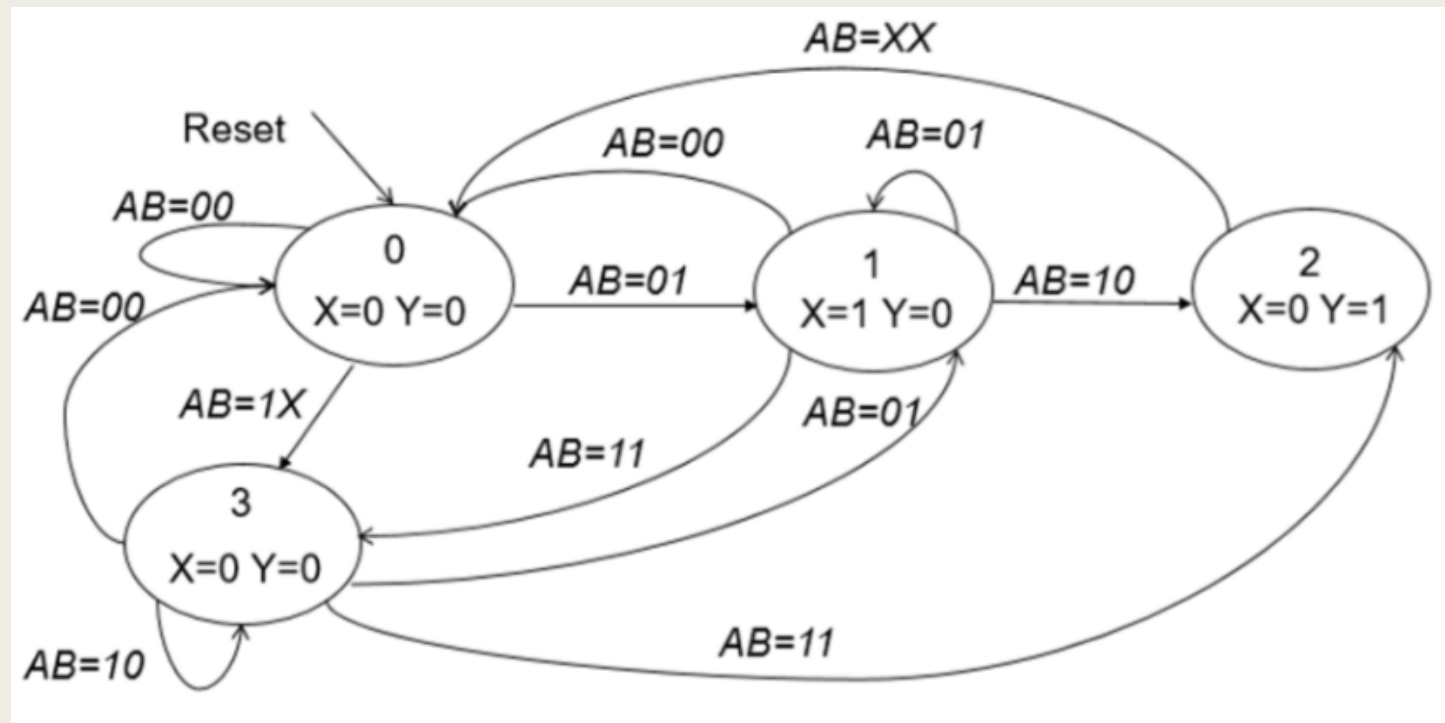 AB=XX
Reset
AB=00
AB=01
AB=00
0
X=0 Y=0
AB=01
1
X=1 Y=0
AB=10
2
X=0 Y=1
AB=00
AB=1X
AB=01
AB=11
3
X=0 Y=0
AB=10
AB=11